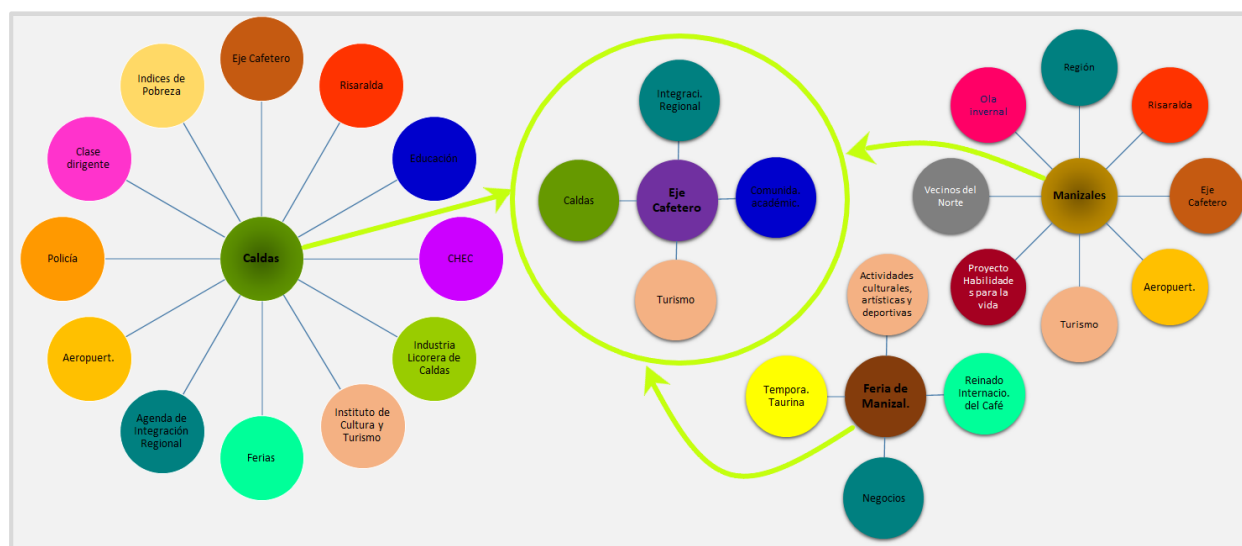 Eje Cafetero
Risaralda
Educación
CHEC
Industria
Licorera de
Caldas
Instituto de
Cultura y
Turismo
Ferias
Agenda de
Integración
Regional
Aeropuert.
Policía
Clase
dirigente
Indices de
Pobreza
Caldas
Integraci.
Regional
Comunida.
académic.
Turismo
Caldas
Eje
Cafetero
Región
Risaralda
Eje
Cafetero
Aeropuert.
Turismo
Proyecto
Habilidade
s para la
vida
Vecinos del
Norte
Ola
invernal
Manizales
Actividades
culturales,
artísticas y
deportivas
Reinado
Internacio.
del Café
Negocios
Tempora.
Taurina
Feria de
Manizal.